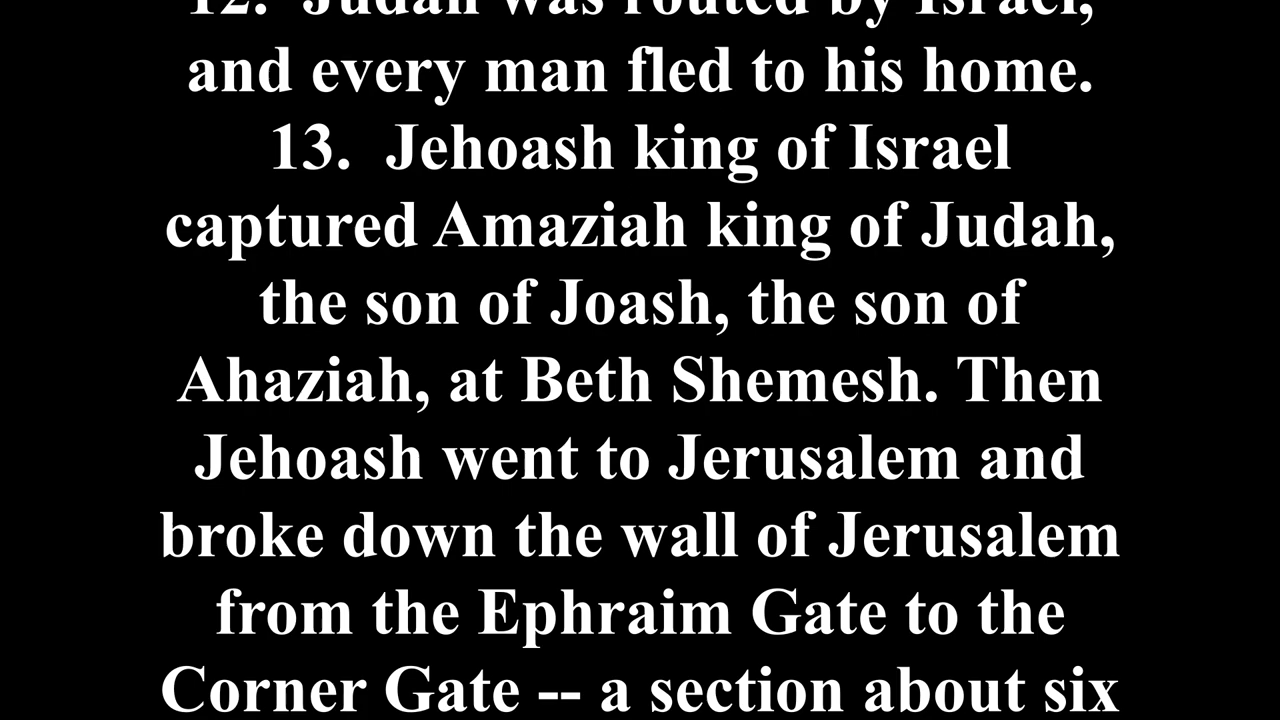 12.  Judah was routed by Israel,
and every man fled to his home.
13.  Jehoash king of Israel
captured Amaziah king of Judah,
the son of Joash, the son of
Ahaziah, at Beth Shemesh. Then
Jehoash went to Jerusalem and
broke down the wall of Jerusalem
from the Ephraim Gate to the
Corner Gate -- a section about six